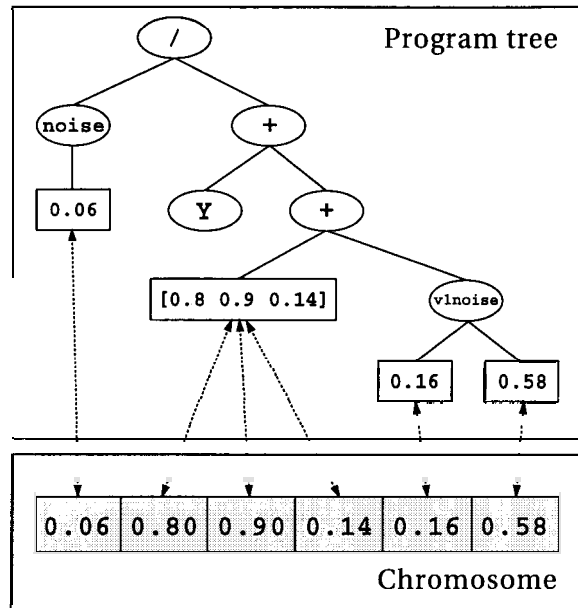 /
Program tree
noise
+
0.06
Y
+
[0.8 0.9 0.14]
v1noise
0.16
0.58
0.06 0.80 0.90 0.14 0.16 0.58
Chromosome